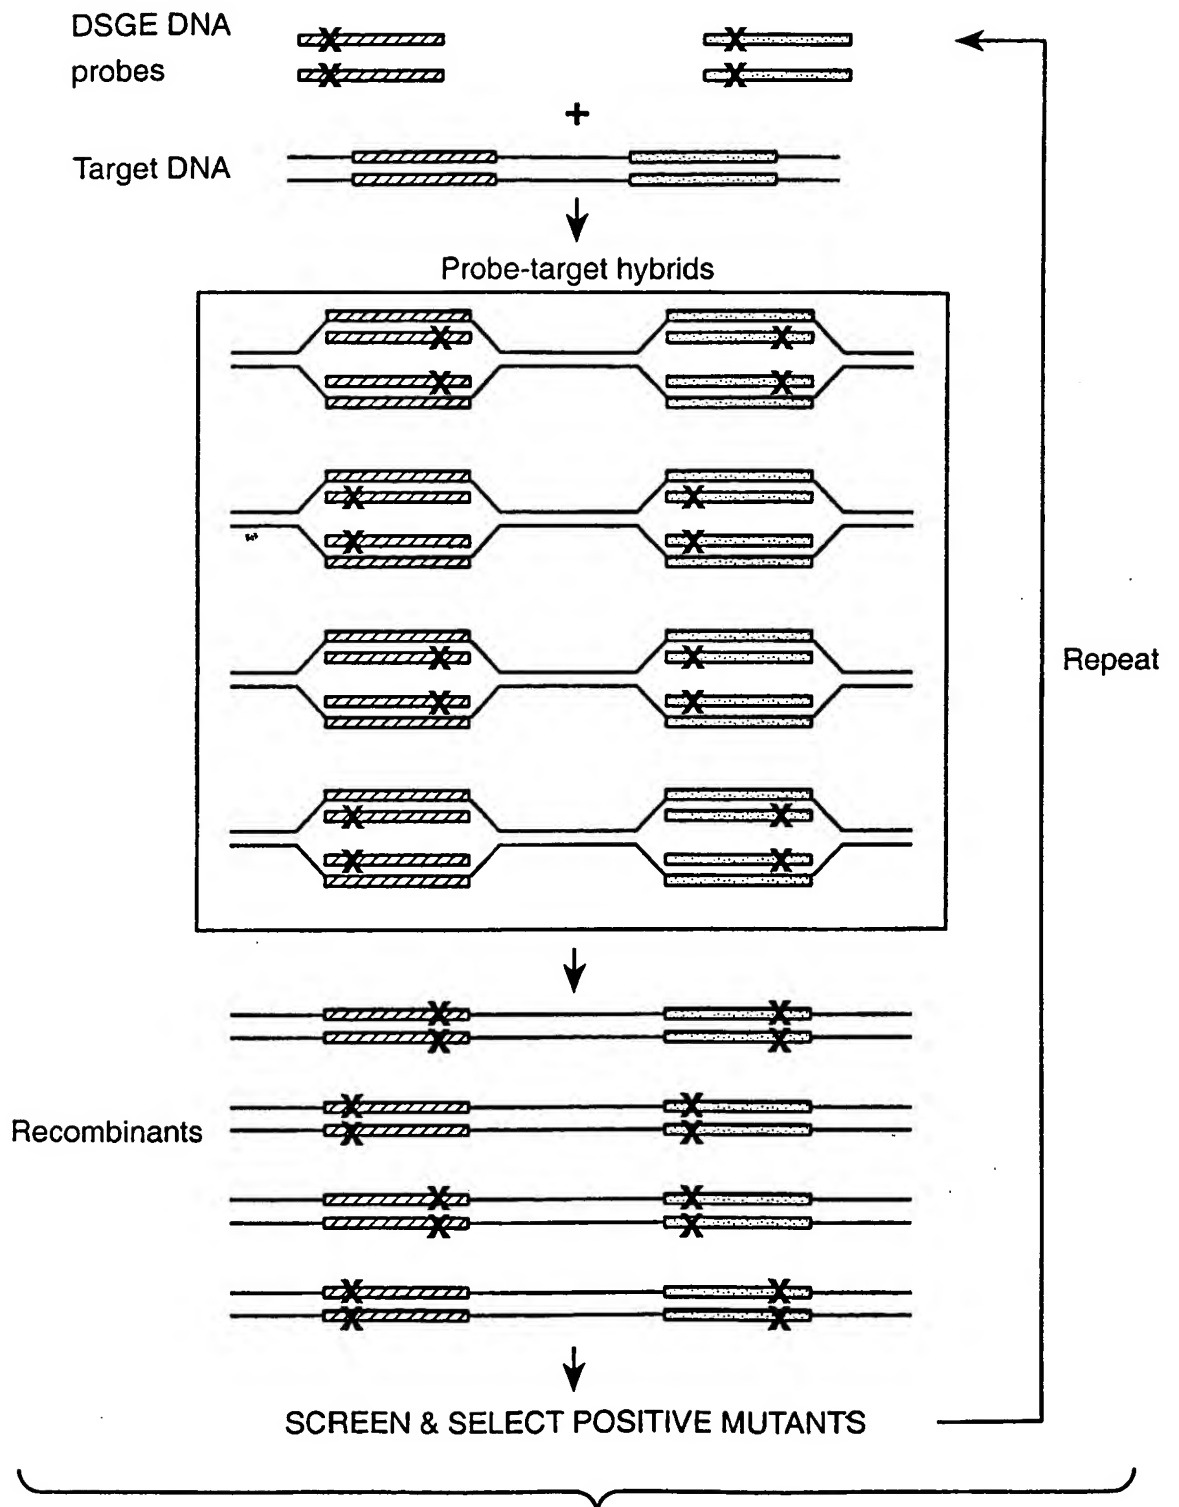 DSGE DNA
probes
+
Target DNA
Probe-target hybrids
Repeat
Recombinants
SCREEN & SELECT POSITIVE MUTANTS